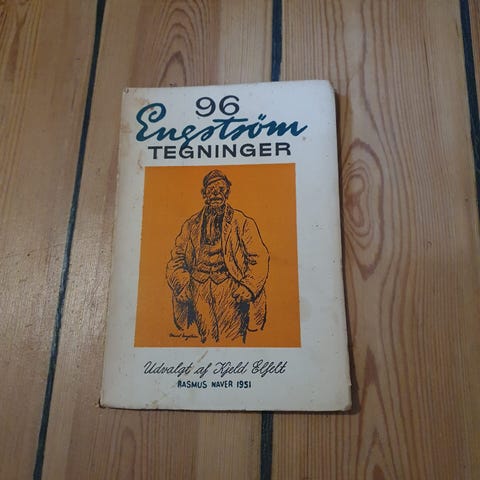 96
Engström
TEGNINGER
Udvalgt af Kjeld Elfelt
RASMUS NAVER 1951